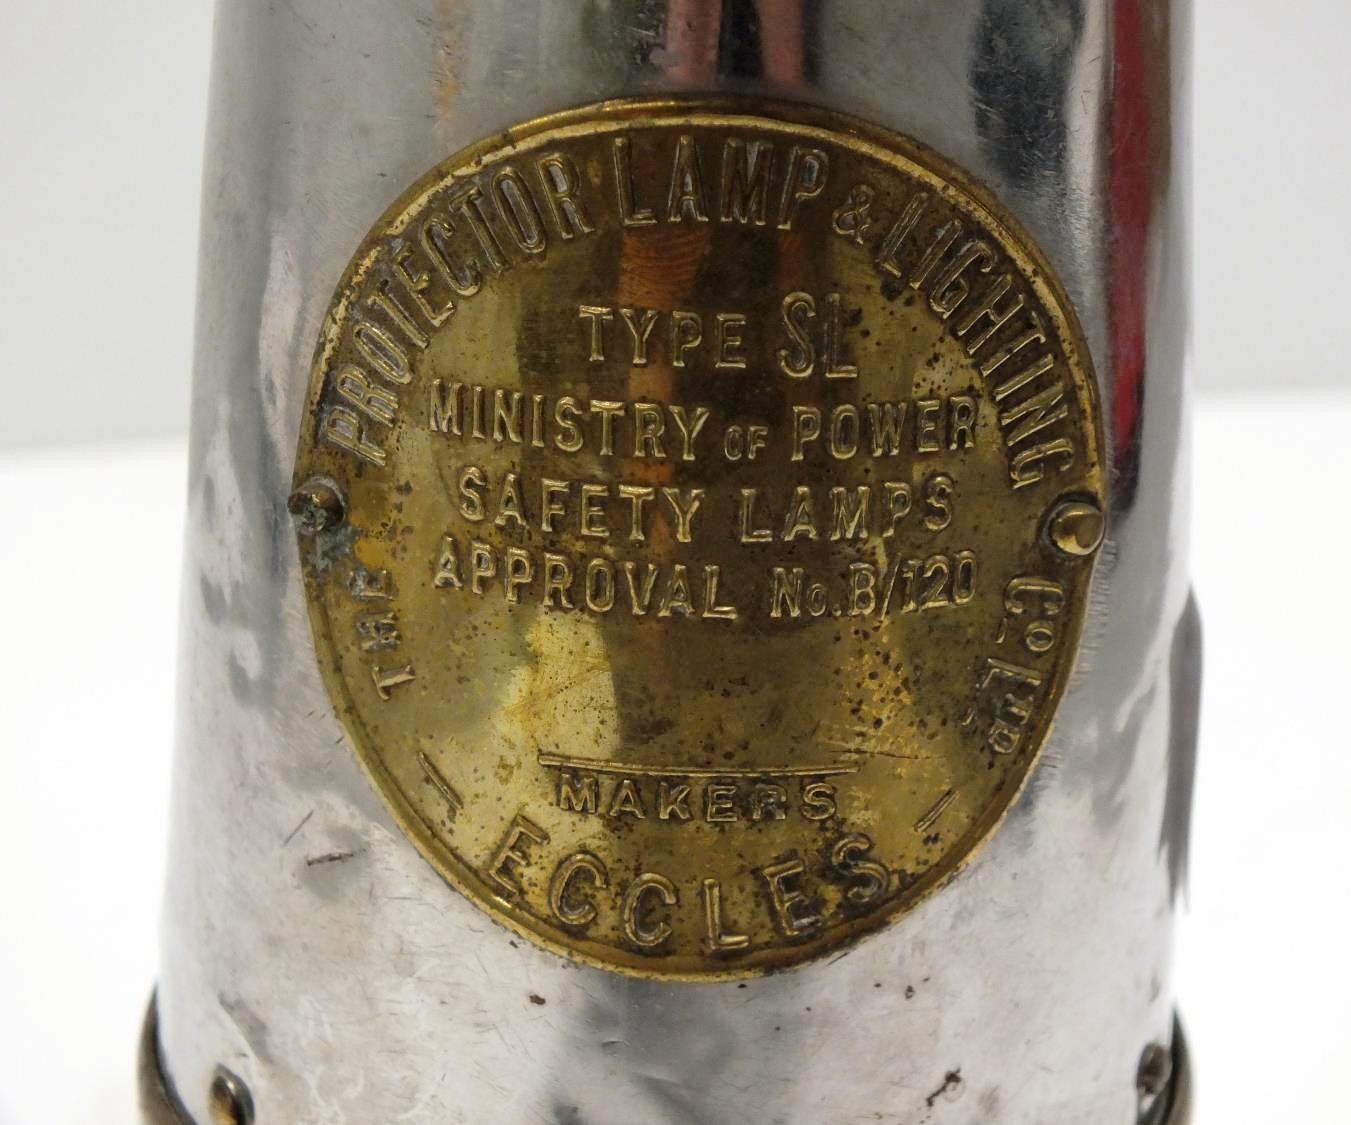 THE PROTECTOR LAMP & LIGHTING Co LTD
TYPE SL
MINISTRY OF POWER
SAFETY LAMPS
APPROVAL No. B/120
MAKERS
ECCLES